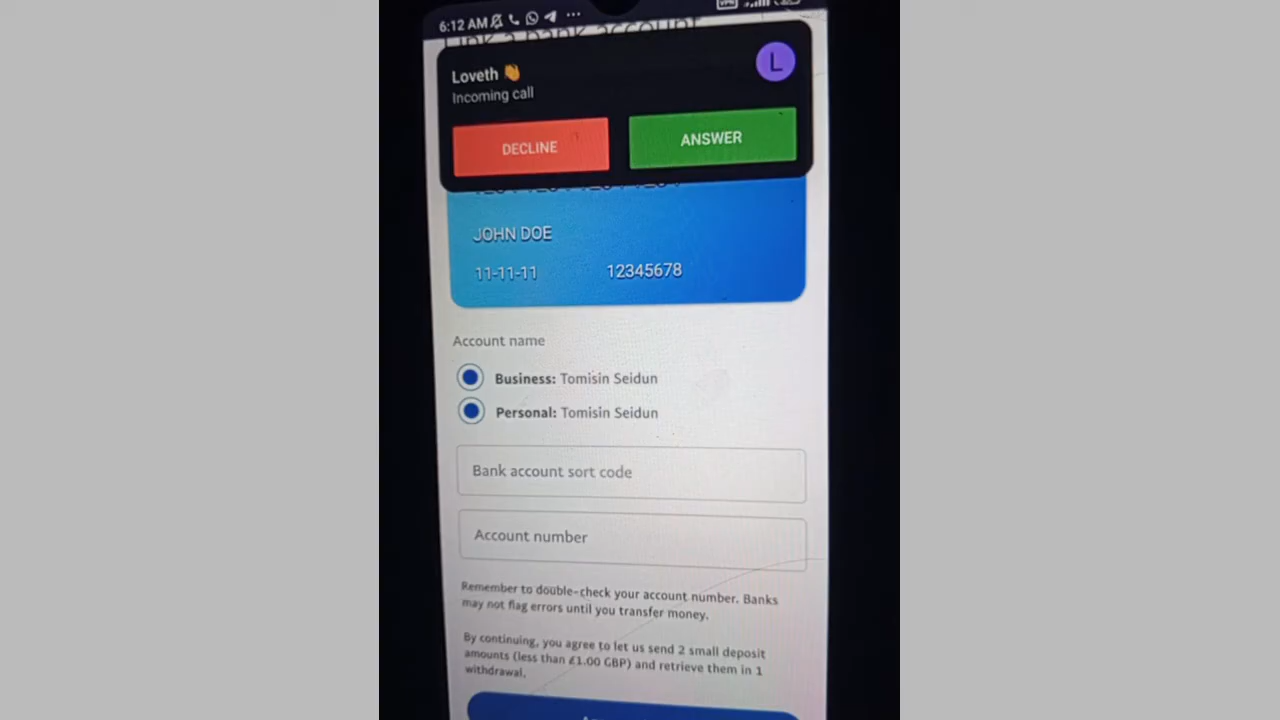 6:12 AM
Link a bank account
Loveth 👋
L
Incoming call
DECLINE
ANSWER
JOHN DOE
11-11-11 12345678
Account name
Business: Tomisin Seidun
Personal: Tomisin Seidun
Bank account sort code
Account number
Remember to double-check your account number. Banks
may not flag errors until you transfer money.
By continuing, you agree to let us send 2 small deposit
amounts (less than £1.00 GBP) and retrieve them in 1
withdrawal.